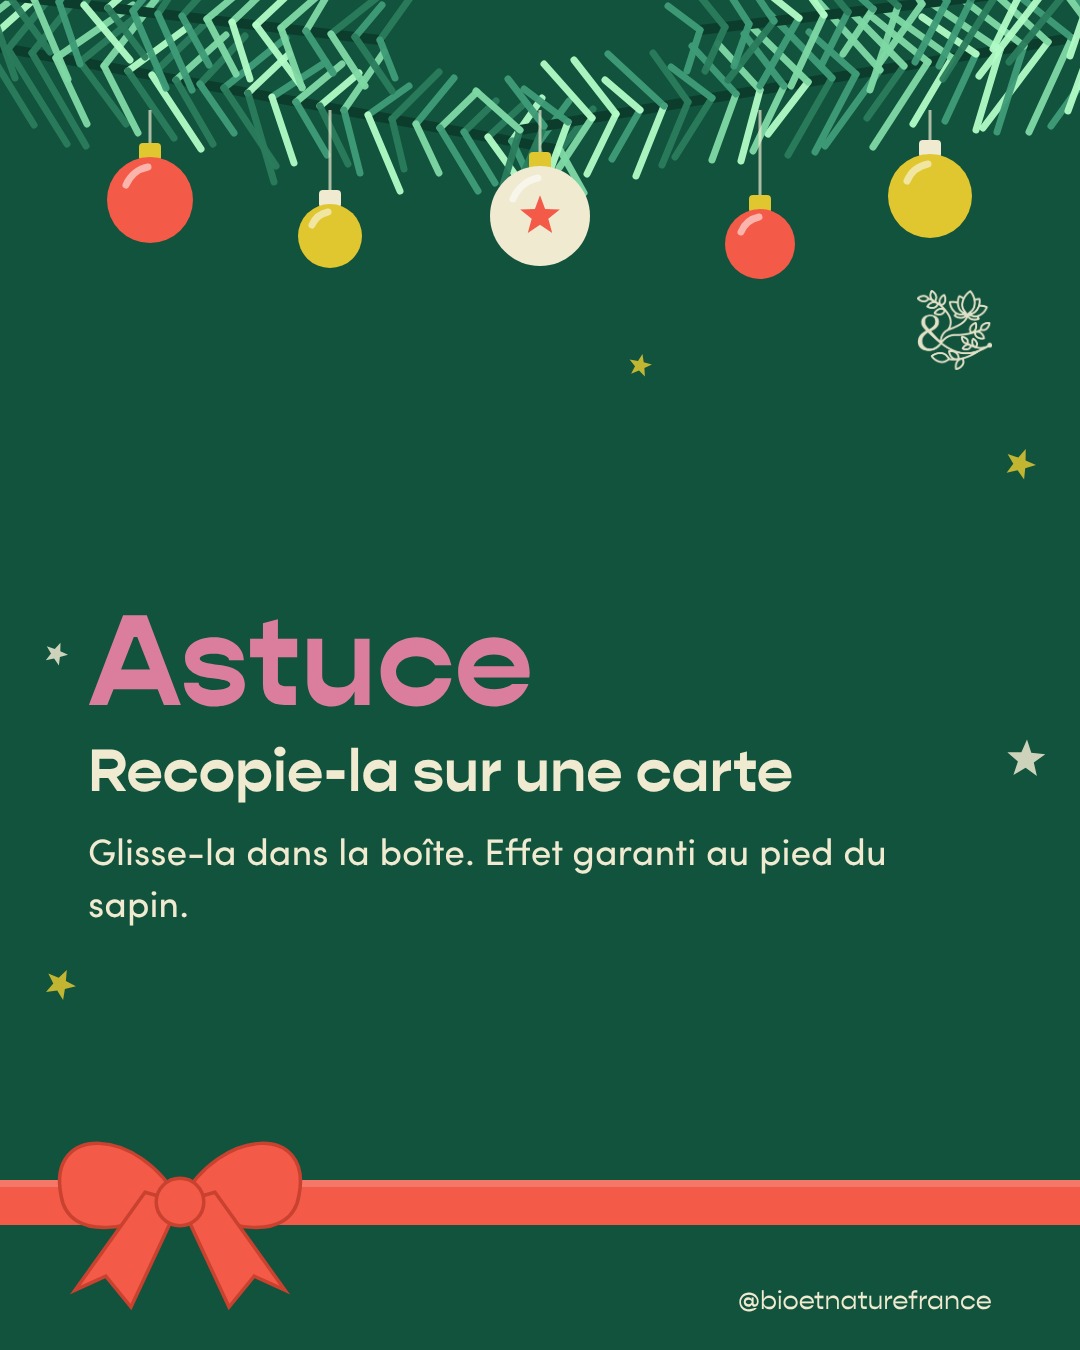 &
Astuce
Recopie-la sur une carte
Glisse-la dans la boîte. Effet garanti au pied du
sapin.
@bioetnaturefrance